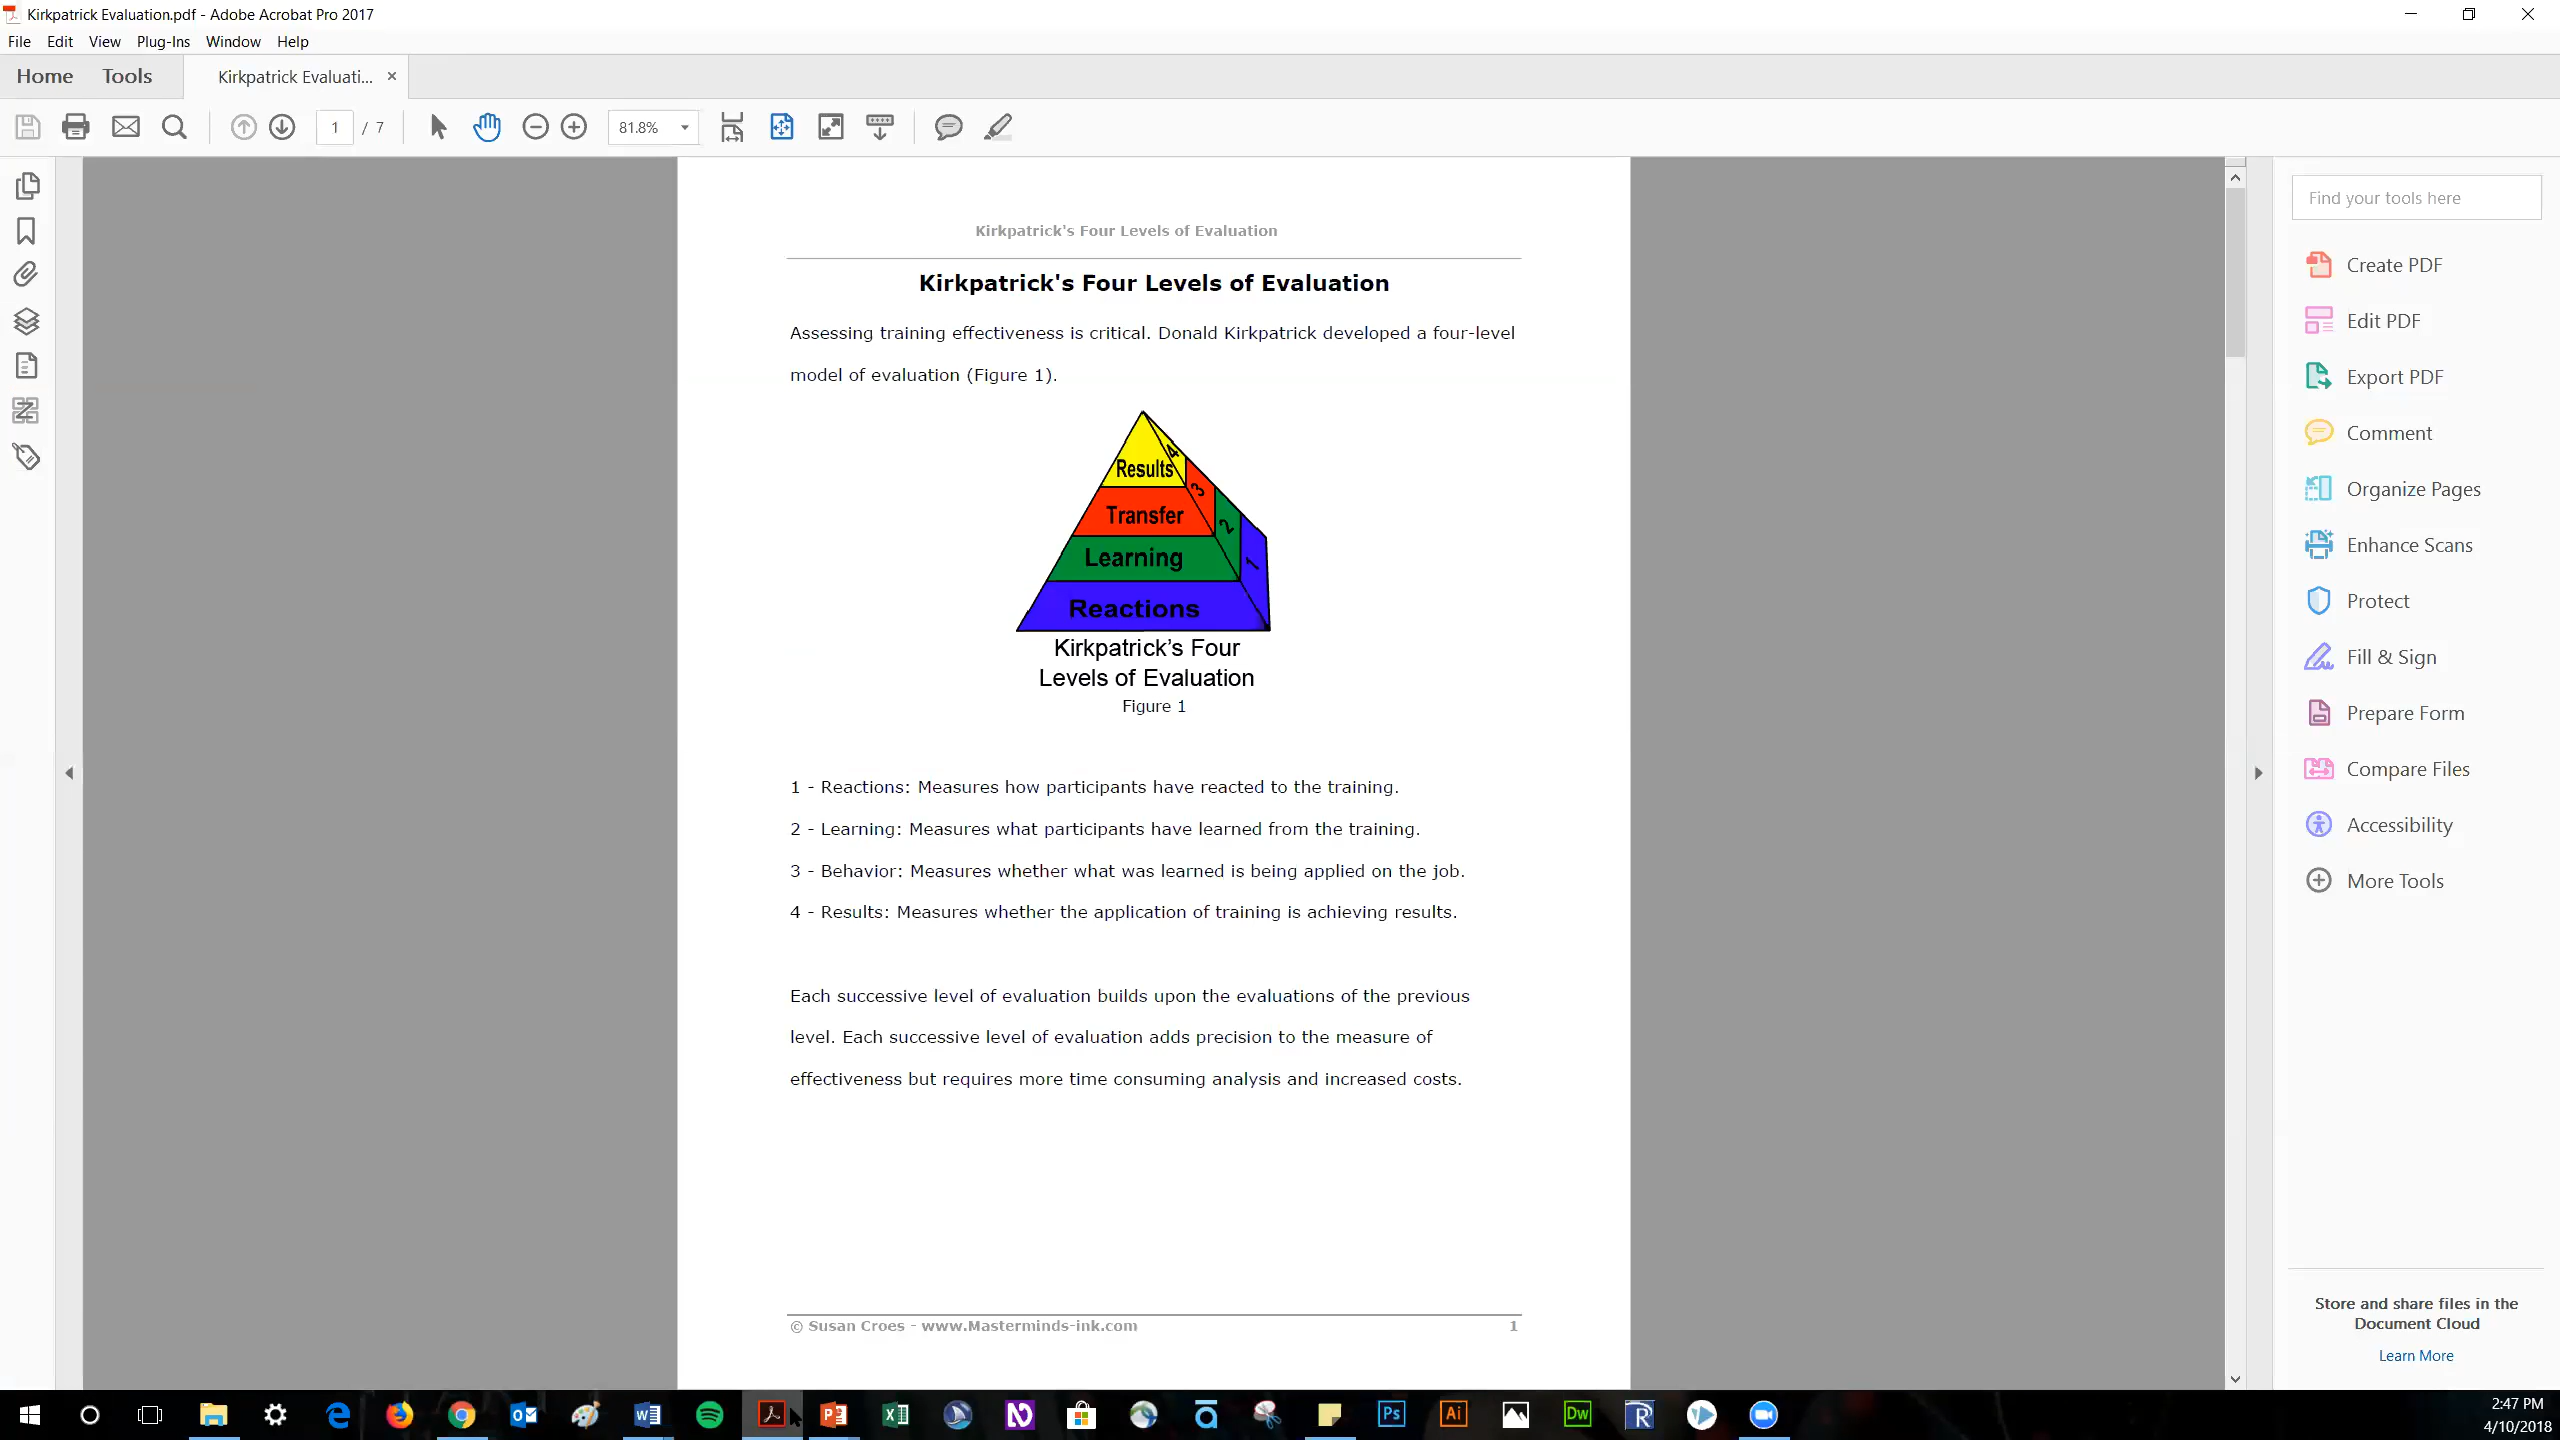 Kirkpatrick Evaluation.pdf - Adobe Acrobat Pro 2017
File Edit View Plug-Ins Window Help
Home Tools Kirkpatrick Evaluati... ×
1 / 7 81.8%
Find your tools here
Create PDF
Edit PDF
Export PDF
Comment
Organize Pages
Enhance Scans
Protect
Fill & Sign
Prepare Form
Compare Files
Accessibility
More Tools
Store and share files in the
Document Cloud
Learn More
Kirkpatrick's Four Levels of Evaluation
Kirkpatrick's Four Levels of Evaluation
Assessing training effectiveness is critical. Donald Kirkpatrick developed a four-level
model of evaluation (Figure 1).
Results 4
Transfer 3
Learning 2
Reactions 1
Kirkpatrick’s Four
Levels of Evaluation
Figure 1
1 - Reactions: Measures how participants have reacted to the training.
2 - Learning: Measures what participants have learned from the training.
3 - Behavior: Measures whether what was learned is being applied on the job.
4 - Results: Measures whether the application of training is achieving results.
Each successive level of evaluation builds upon the evaluations of the previous
level. Each successive level of evaluation adds precision to the measure of
effectiveness but requires more time consuming analysis and increased costs.
© Susan Croes - www.Masterminds-ink.com 1
Ps Ai Dw R
2:47 PM
4/10/2018